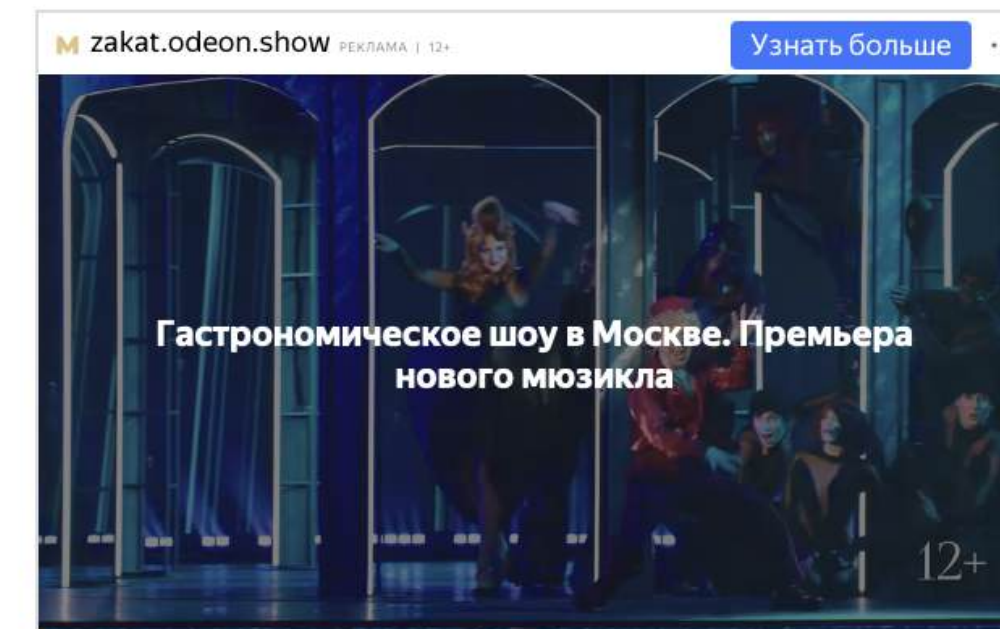 М zakat.odeon.show РЕКЛАМА | 12+
Узнать больше
Гастрономическое шоу в Москве. Премьера
нового мюзикла
12+